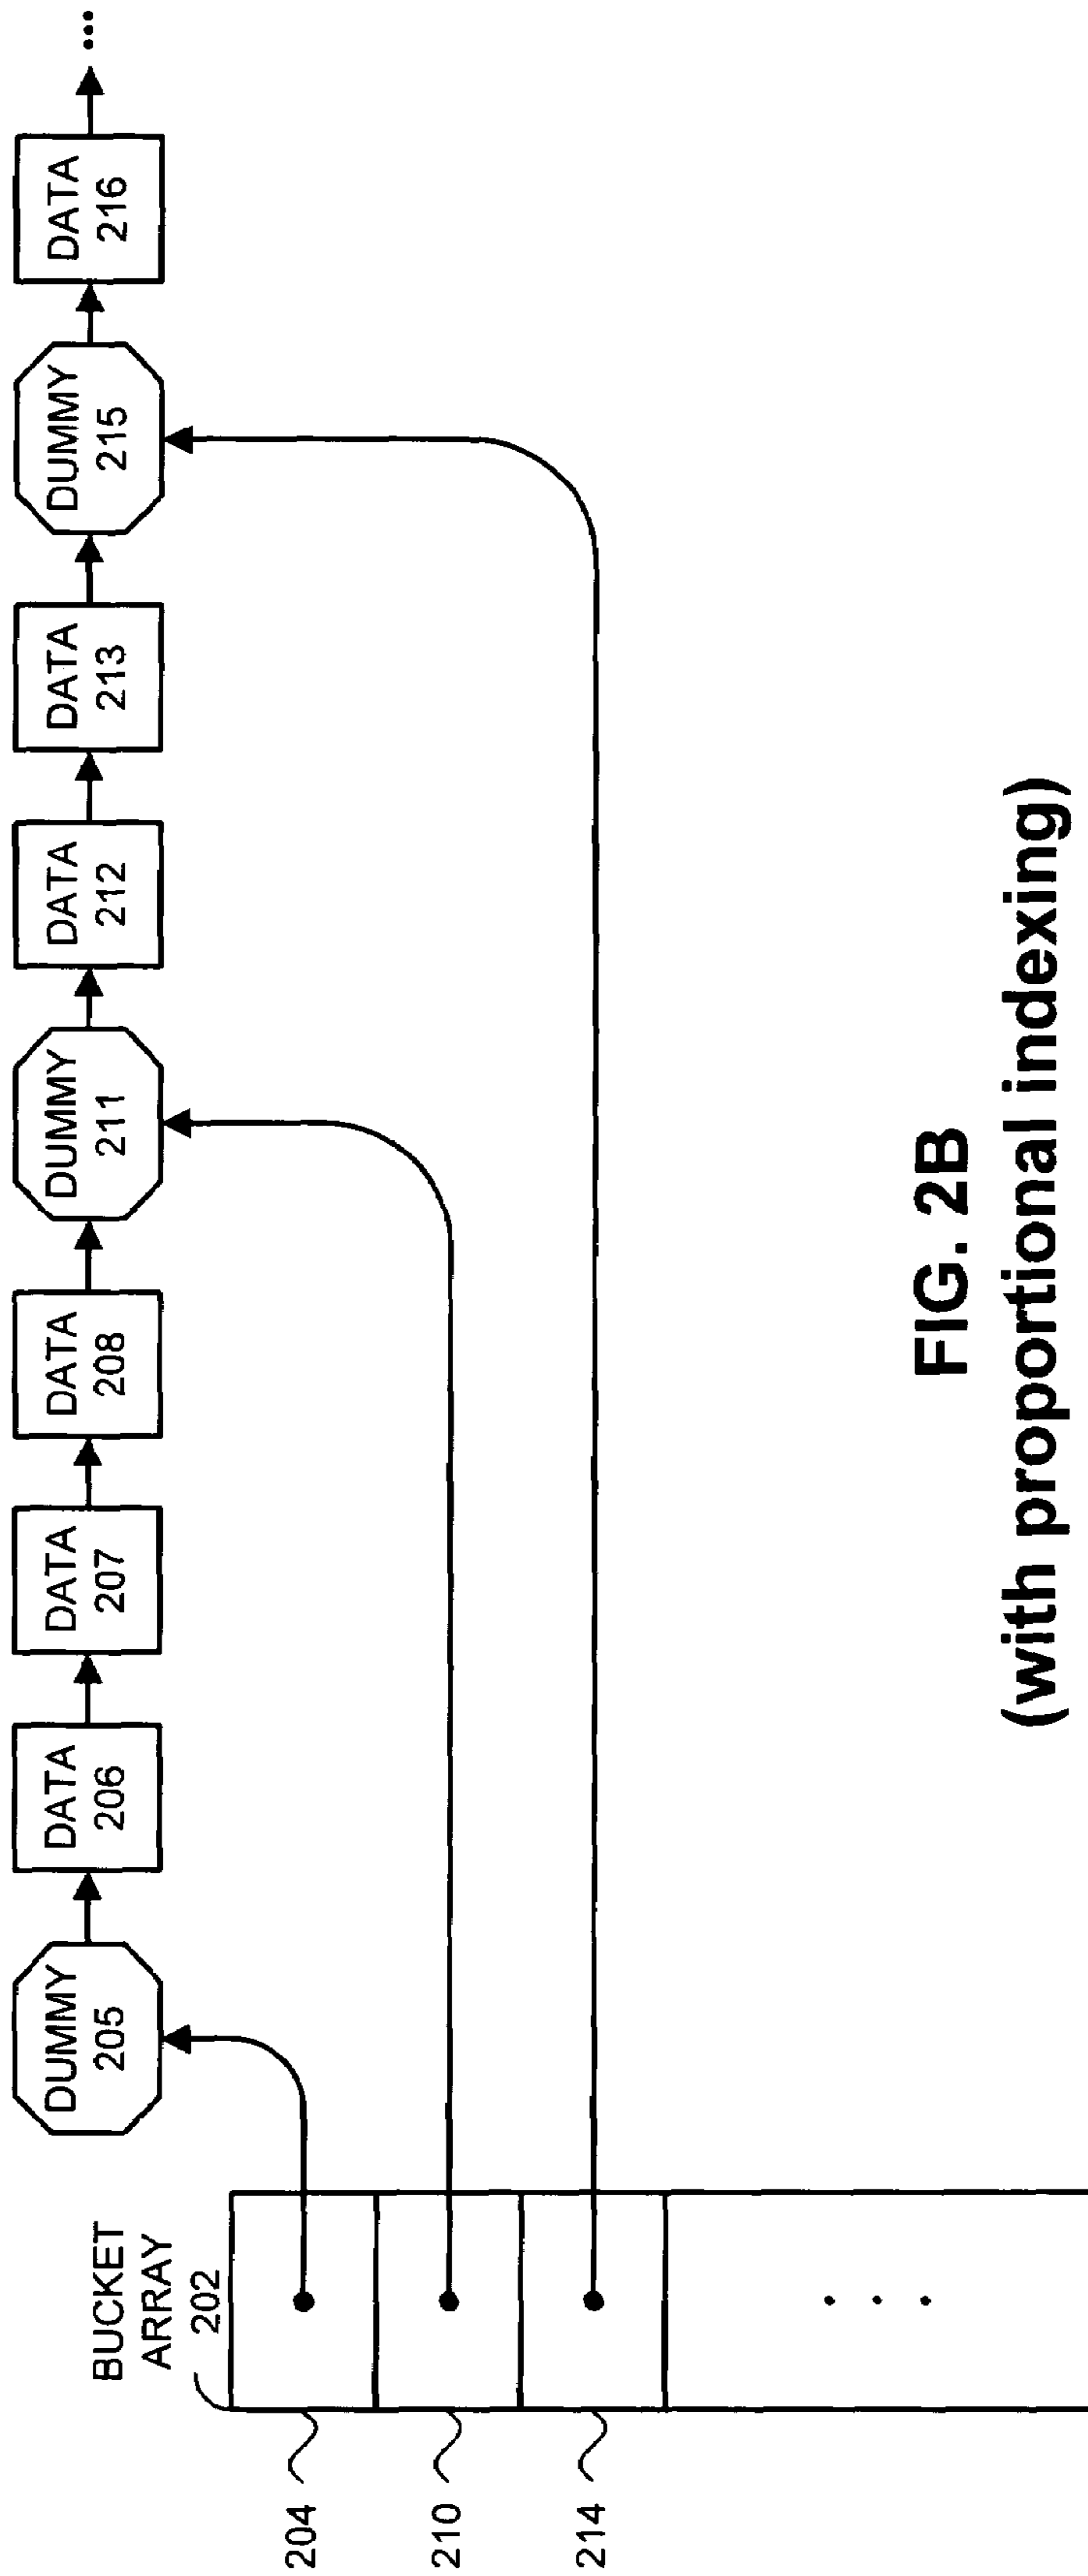 DUMMY
205
DATA
206
DATA
207
DATA
208
DUMMY
211
DATA
212
DATA
213
DUMMY
215
DATA
216
...
BUCKET
ARRAY
202
204
210
214
. . .
FIG. 2B
(with proportional indexing)